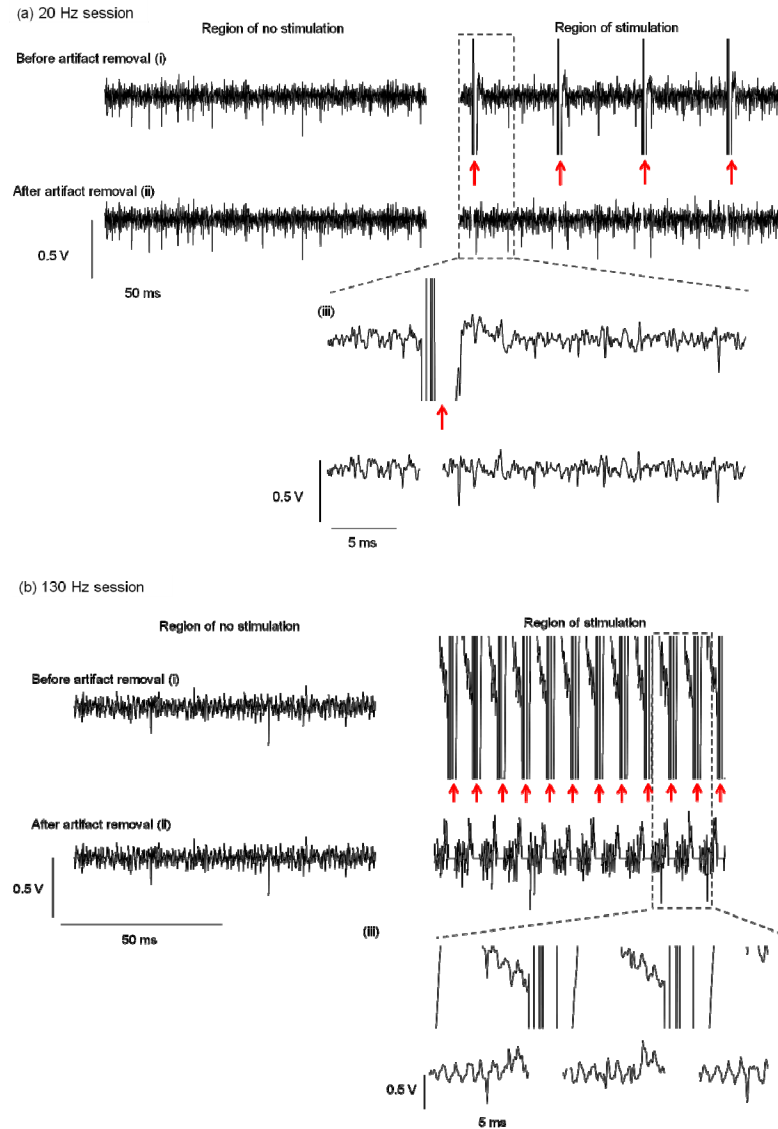 (a) 20 Hz session
Region of no stimulation
Region of stimulation
Before artifact removal (i)
After artifact removal (ii)
0.5 V
50 ms
(iii)
0.5 V
5 ms
(b) 130 Hz session
Region of no stimulation
Region of stimulation
Before artifact removal (i)
After artifact removal (ii)
0.5 V
50 ms
(iii)
0.5 V
5 ms